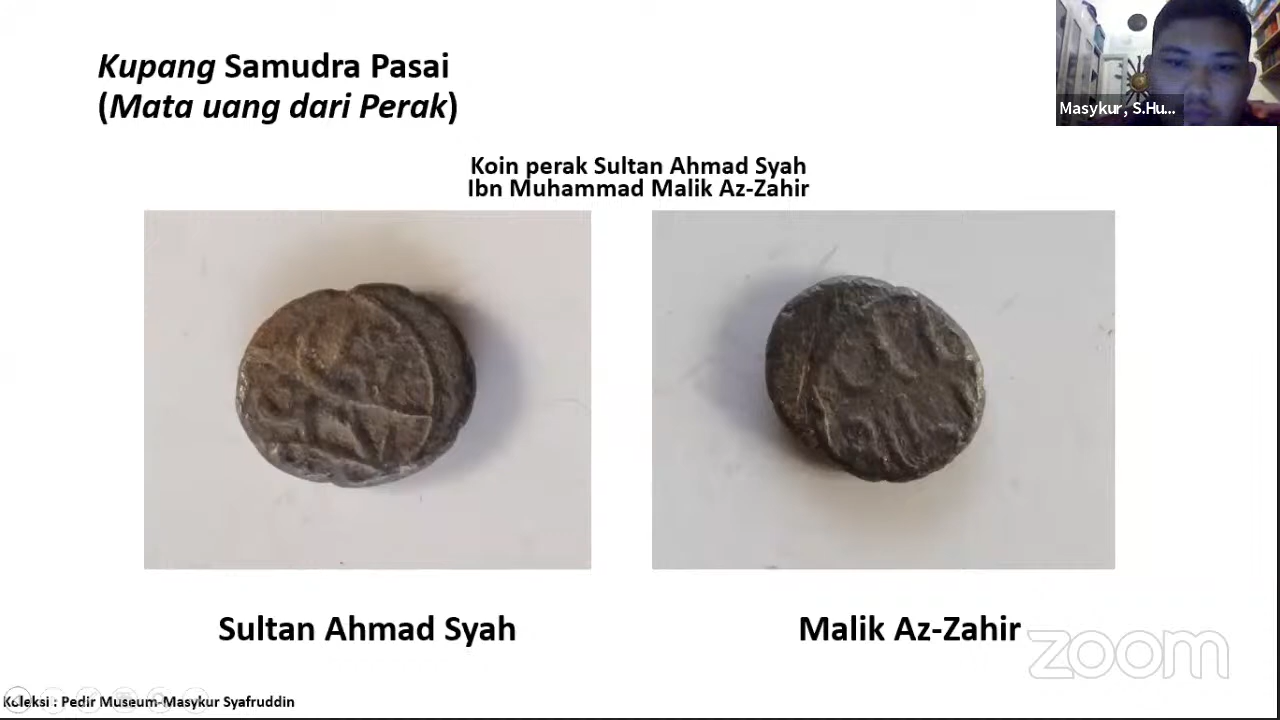 Kupang Samudra Pasai
(Mata uang dari Perak)
Masykur, S.Hu...
Koin perak Sultan Ahmad Syah
Ibn Muhammad Malik Az-Zahir
Sultan Ahmad Syah
Malik Az-Zahir
zoom
Koleksi : Pedir Museum-Masykur Syafruddin